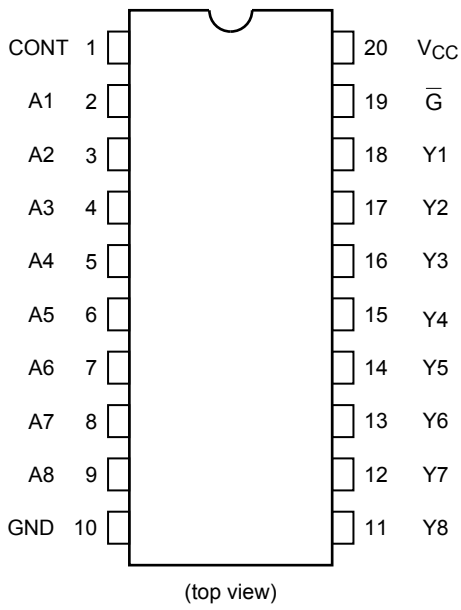 CONT 1 20 VCC
A1 2 19 G̅
A2 3 18 Y1
A3 4 17 Y2
A4 5 16 Y3
A5 6 15 Y4
A6 7 14 Y5
A7 8 13 Y6
A8 9 12 Y7
GND 10 11 Y8
(top view)